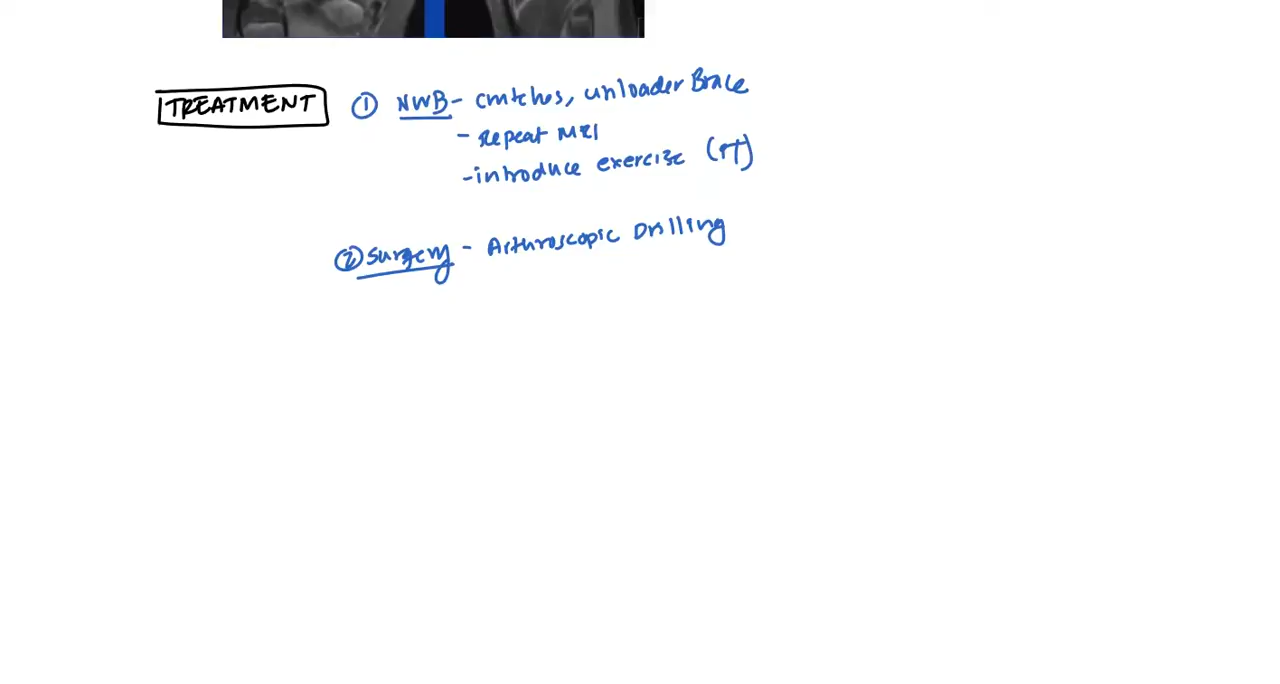 TREATMENT ① NWB - crutches, unloader Brace
- Repeat MRI
- introduce exercise (PT)
② Surgery - Arthroscopic Drilling